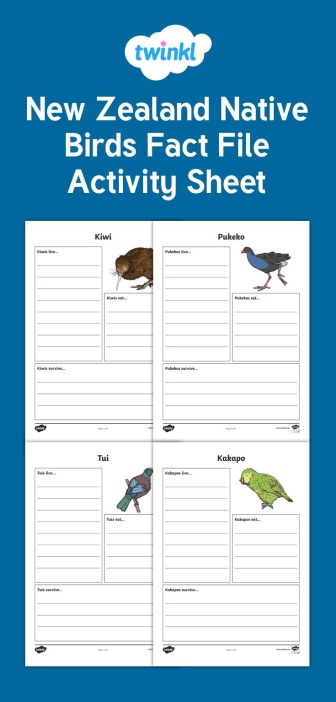 twinkl
New Zealand Native
Birds Fact File
Activity Sheet
Kiwi
Kiwis live...
Kiwis eat...
Kiwis survive...
Pukeko
Pukekos live...
Pukekos eat...
Pukekos survive...
Tui
Tuis live...
Tuis eat...
Tuis survive...
Kakapo
Kakapos live...
Kakapos eat...
Kakapos survive...